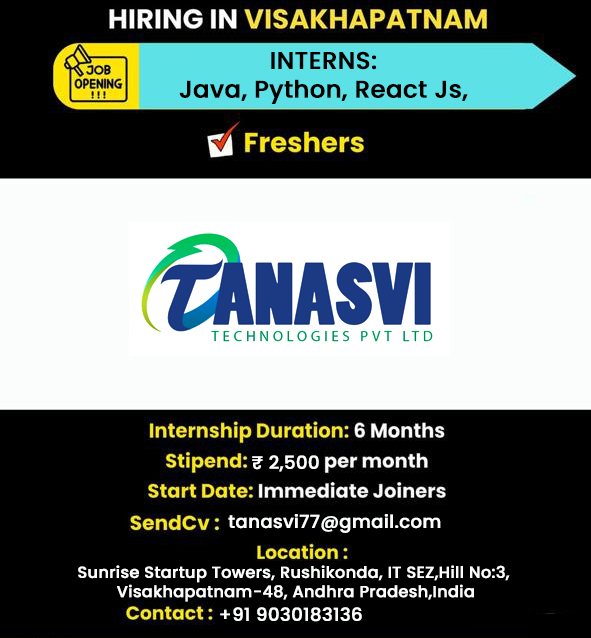 HIRING IN VISAKHAPATNAM
JOB
OPENING
!!!
INTERNS:
Java, Python, React Js,
Freshers
TANASVI
TECHNOLOGIES PVT LTD
Internship Duration: 6 Months
Stipend: ₹ 2,500 per month
Start Date: Immediate Joiners
SendCv : tanasvi77@gmail.com
Location :
Sunrise Startup Towers, Rushikonda, IT SEZ,Hill No:3,
Visakhapatnam-48, Andhra Pradesh,India
Contact : +91 9030183136